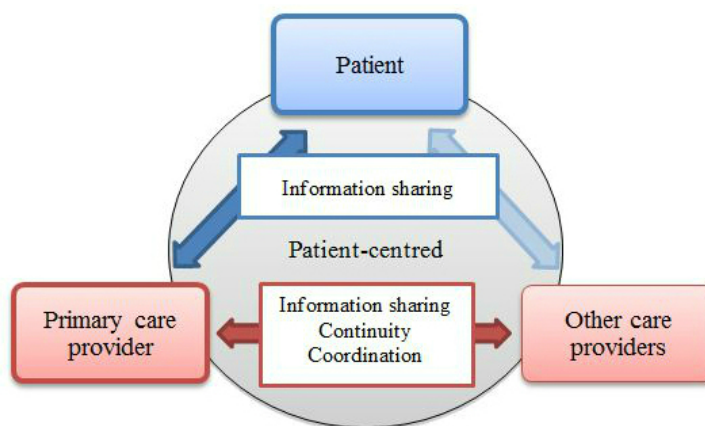 Patient
Information sharing
Patient-centred
Primary care
provider
Information sharing
Continuity
Coordination
Other care
providers